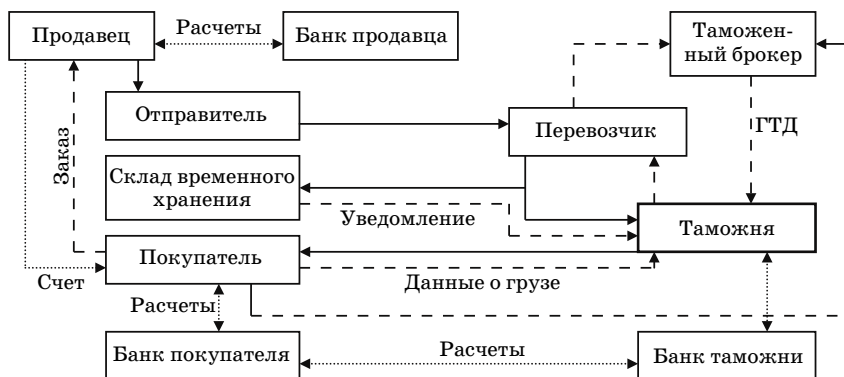 Продавец
Расчеты
Банк продавца
Таможен-
ный брокер
Отправитель
Перевозчик
ГТД
Заказ
Склад временного
хранения
Уведомление
Таможня
Покупатель
Счет
Данные о грузе
Расчеты
Банк покупателя
Расчеты
Банк таможни